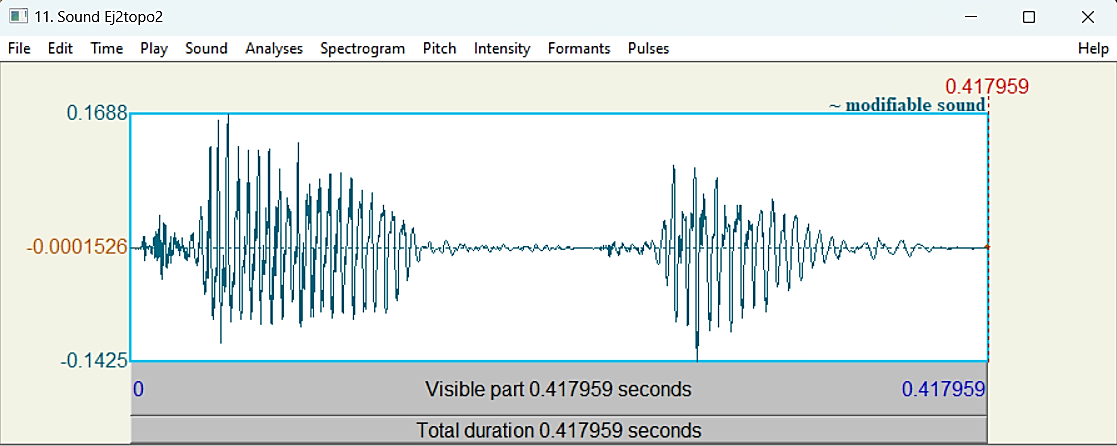 11. Sound Ej2topo2
File Edit Time Play Sound Analyses Spectrogram Pitch Intensity Formants Pulses Help
0.417959
~ modifiable sound
0.1688
-0.0001526
-0.1425
0 Visible part 0.417959 seconds 0.417959
Total duration 0.417959 seconds